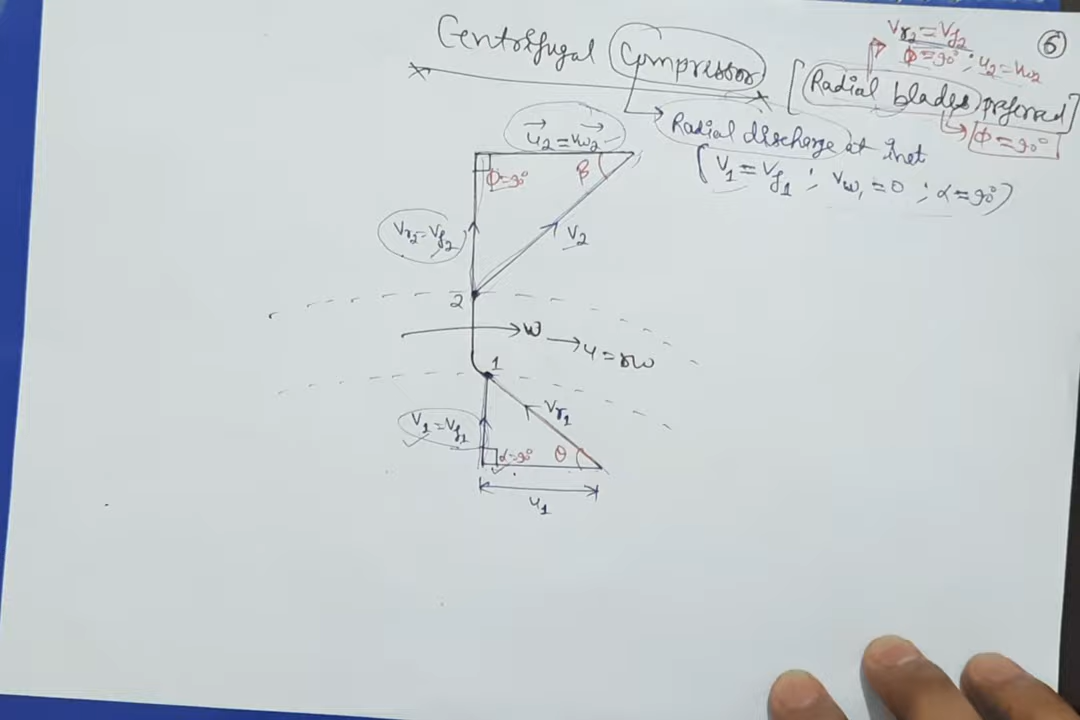 Centrifugal Compressor
Vr2 = Vf2
Φ = 90° ; u2 = Vw2
6
[Radial blades preferred]
Φ = 90°
Radial discharge at inet
(V1 = Vf1 ; Vw1 = 0 ; α = 90°)
u2 = Vw2
Φ = 90°
β
Vr2 = Vf2
V2
2
ω
u = rω
1
V1 = Vf1
Vr1
α = 90°
θ
u1